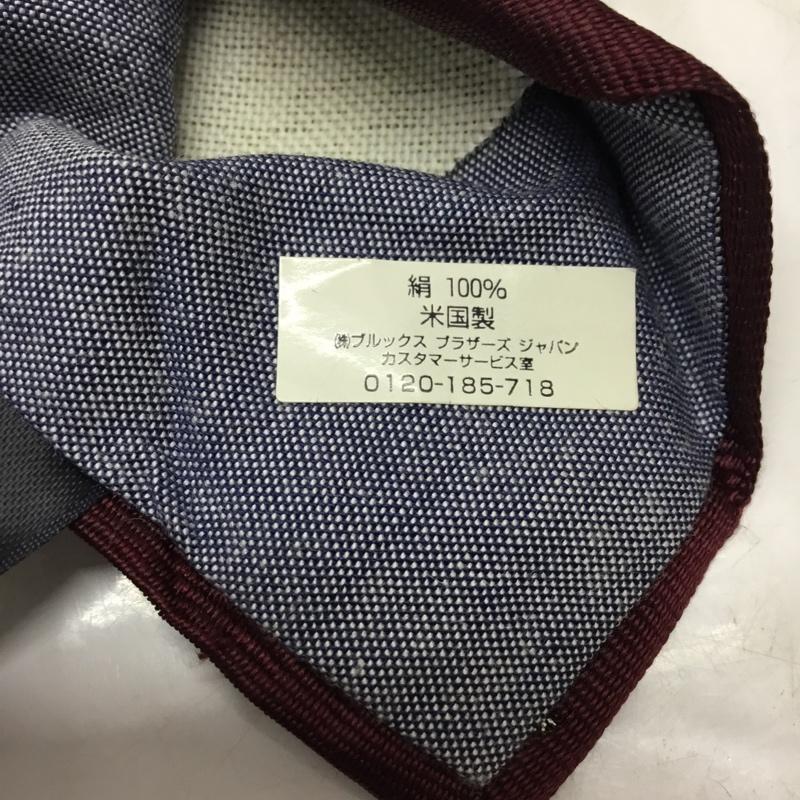 絹 100%
米国製
㈱ブルックス ブラザーズ ジャパン
カスタマーサービス室
0120-185-718